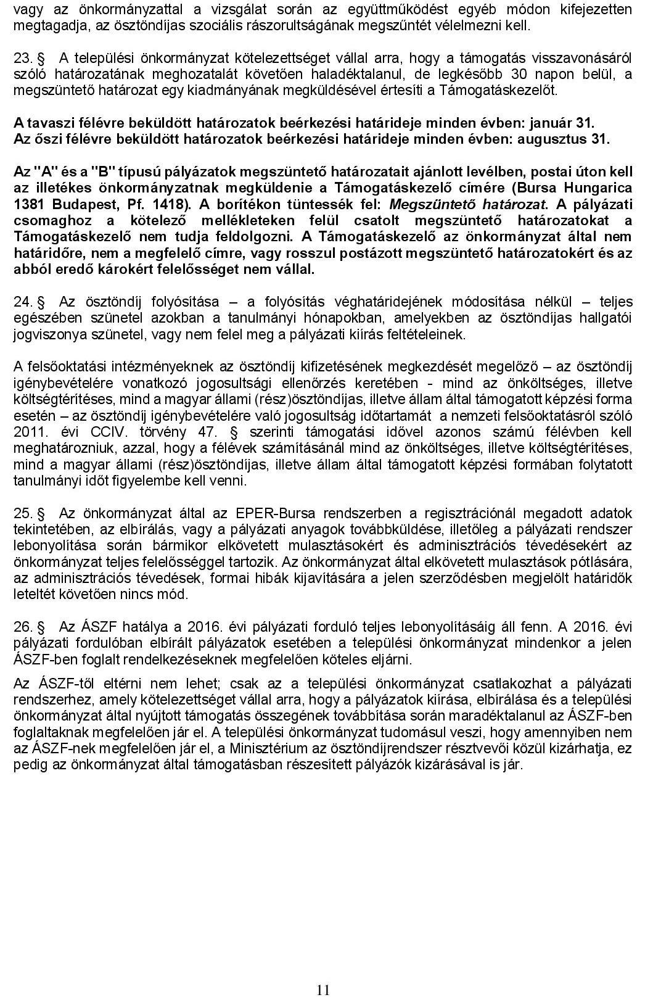 vagy az önkormányzattal a vizsgálat során az együttműködést egyéb módon kifejezetten
megtagadja, az ösztöndíjas szociális rászorultságának megszűntét vélelmezni kell.
23. § A települési önkormányzat kötelezettséget vállal arra, hogy a támogatás visszavonásáról
szóló határozatának meghozatalát követően haladéktalanul, de legkésőbb 30 napon belül, a
megszüntető határozat egy kiadmányának megküldésével értesíti a Támogatáskezelőt.
A tavaszi félévre beküldött határozatok beérkezési határideje minden évben: január 31.
Az őszi félévre beküldött határozatok beérkezési határideje minden évben: augusztus 31.
Az "A" és a "B" típusú pályázatok megszüntető határozatait ajánlott levélben, postai úton kell
az illetékes önkormányzatnak megküldenie a Támogatáskezelő címére (Bursa Hungarica
1381 Budapest, Pf. 1418). A borítékon tüntessék fel: Megszüntető határozat. A pályázati
csomaghoz a kötelező mellékleteken felül csatolt megszüntető határozatokat a
Támogatáskezelő nem tudja feldolgozni. A Támogatáskezelő az önkormányzat által nem
határidőre, nem a megfelelő címre, vagy rosszul postázott megszüntető határozatokért és az
abból eredő károkért felelősséget nem vállal.
24. § Az ösztöndíj folyósítása – a folyósítás véghatáridejének módosítása nélkül – teljes
egészében szünetel azokban a tanulmányi hónapokban, amelyekben az ösztöndíjas hallgatói
jogviszonya szünetel, vagy nem felel meg a pályázati kiírás feltételeinek.
A felsőoktatási intézményeknek az ösztöndíj kifizetésének megkezdését megelőző – az ösztöndíj
igénybevételére vonatkozó jogosultsági ellenőrzés keretében - mind az önköltséges, illetve
költségtérítéses, mind a magyar állami (rész)ösztöndíjas, illetve állam által támogatott képzési forma
esetén – az ösztöndíj igénybevételére való jogosultság időtartamát a nemzeti felsőoktatásról szóló
2011. évi CCIV. törvény 47. § szerinti támogatási idővel azonos számú félévben kell
meghatározniuk, azzal, hogy a félévek számításánál mind az önköltséges, illetve költségtérítéses,
mind a magyar állami (rész)ösztöndíjas, illetve állam által támogatott képzési formában folytatott
tanulmányi időt figyelembe kell venni.
25. § Az önkormányzat által az EPER-Bursa rendszerben a regisztrációnál megadott adatok
tekintetében, az elbírálás, vagy a pályázati anyagok továbbküldése, illetőleg a pályázati rendszer
lebonyolítása során bármikor elkövetett mulasztásokért és adminisztrációs tévedésekért az
önkormányzat teljes felelősséggel tartozik. Az önkormányzat által elkövetett mulasztások pótlására,
az adminisztrációs tévedések, formai hibák kijavítására a jelen szerződésben megjelölt határidők
leteltét követően nincs mód.
26. § Az ÁSZF hatálya a 2016. évi pályázati forduló teljes lebonyolításáig áll fenn. A 2016. évi
pályázati fordulóban elbírált pályázatok esetében a települési önkormányzat mindenkor a jelen
ÁSZF-ben foglalt rendelkezéseknek megfelelően köteles eljárni.
Az ÁSZF-től eltérni nem lehet; csak az a települési önkormányzat csatlakozhat a pályázati
rendszerhez, amely kötelezettséget vállal arra, hogy a pályázatok kiírása, elbírálása és a települési
önkormányzat által nyújtott támogatás összegének továbbítása során maradéktalanul az ÁSZF-ben
foglaltaknak megfelelően jár el. A települési önkormányzat tudomásul veszi, hogy amennyiben nem
az ÁSZF-nek megfelelően jár el, a Minisztérium az ösztöndíjrendszer résztvevői közül kizárhatja, ez
pedig az önkormányzat által támogatásban részesített pályázók kizárásával is jár.
11